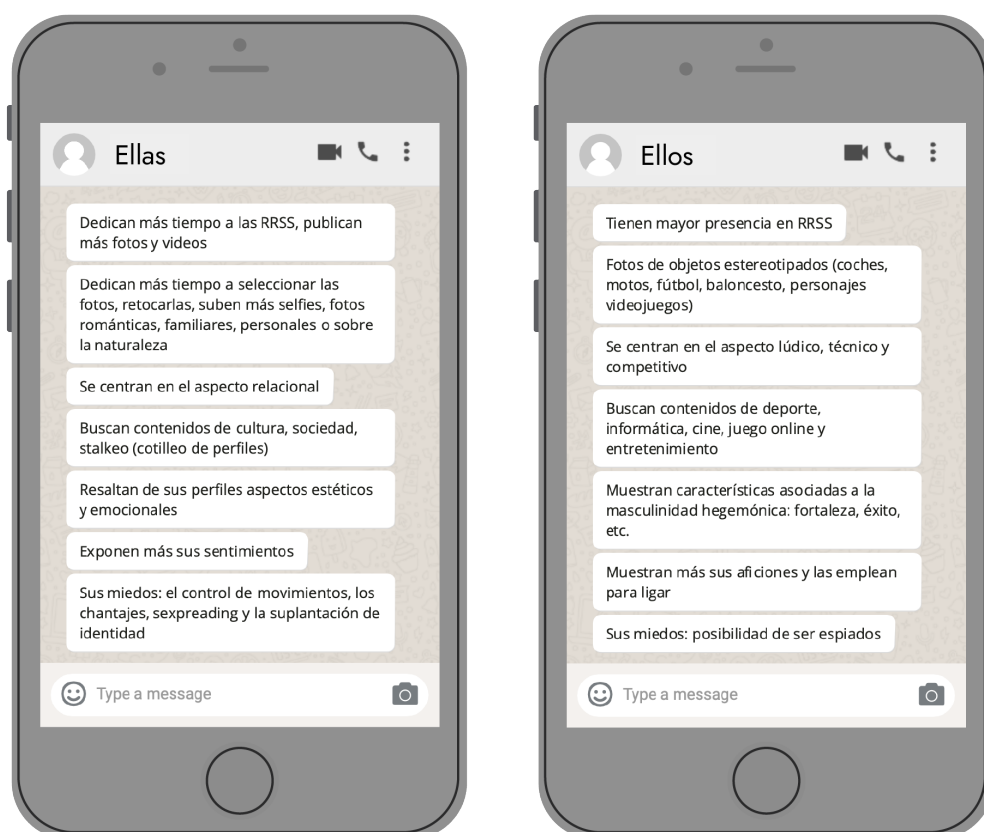 Ellas
Dedican más tiempo a las RRSS, publican
más fotos y videos
Dedican más tiempo a seleccionar las
fotos, retocarlas, suben más selfies, fotos
románticas, familiares, personales o sobre
la naturaleza
Se centran en el aspecto relacional
Buscan contenidos de cultura, sociedad,
stalkeo (cotilleo de perfiles)
Resaltan de sus perfiles aspectos estéticos
y emocionales
Exponen más sus sentimientos
Sus miedos: el control de movimientos, los
chantajes, sexpreading y la suplantación de
identidad
Type a message
Ellos
Tienen mayor presencia en RRSS
Fotos de objetos estereotipados (coches,
motos, fútbol, baloncesto, personajes
videojuegos)
Se centran en el aspecto lúdico, técnico y
competitivo
Buscan contenidos de deporte,
informática, cine, juego online y
entretenimiento
Muestran características asociadas a la
masculinidad hegemónica: fortaleza, éxito,
etc.
Muestran más sus aficiones y las emplean
para ligar
Sus miedos: posibilidad de ser espiados
Type a message